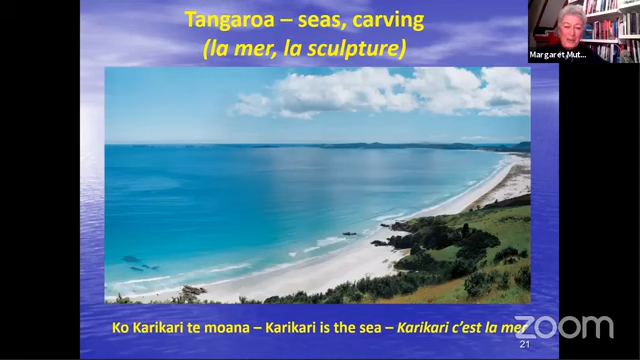 Tangaroa – seas, carving
(la mer, la sculpture)
Margaret Mut...
Ko Karikari te moana – Karikari is the sea – Karikari c'est la mer
zoom
21